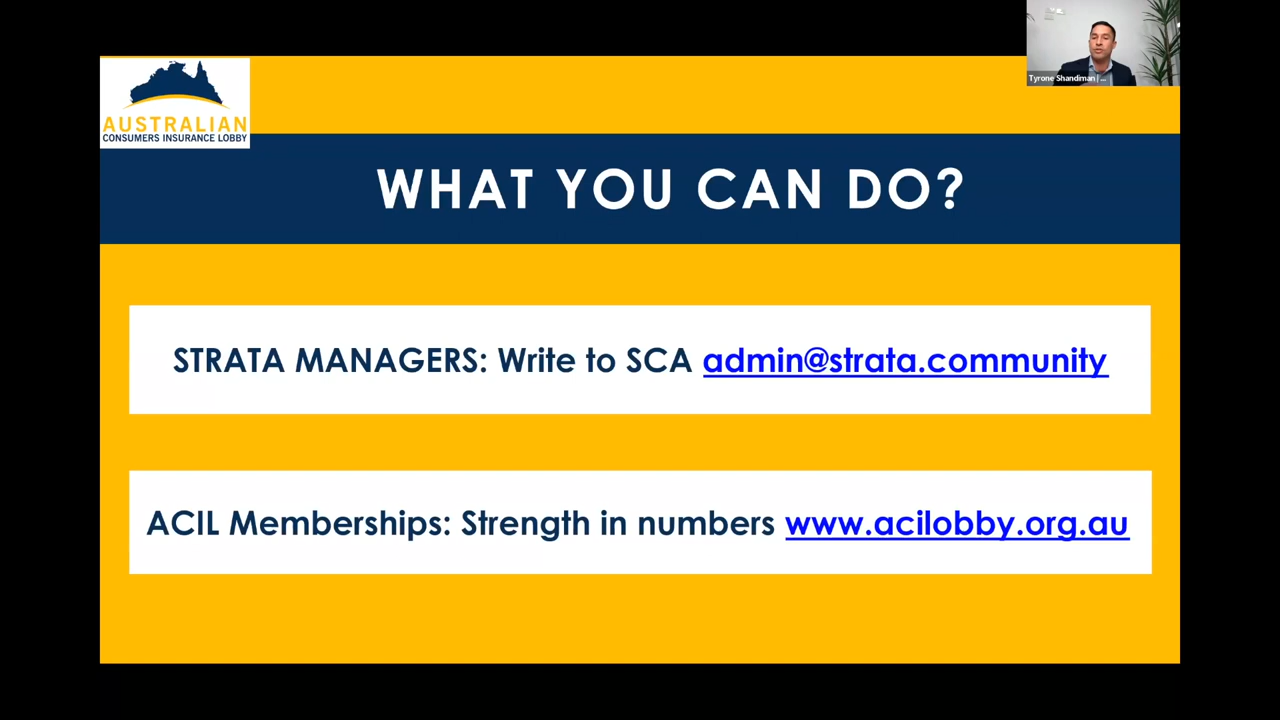 Tyrone Shandiman | ...
AUSTRALIAN
CONSUMERS INSURANCE LOBBY
WHAT YOU CAN DO?
STRATA MANAGERS: Write to SCA admin@strata.community
ACIL Memberships: Strength in numbers www.acilobby.org.au